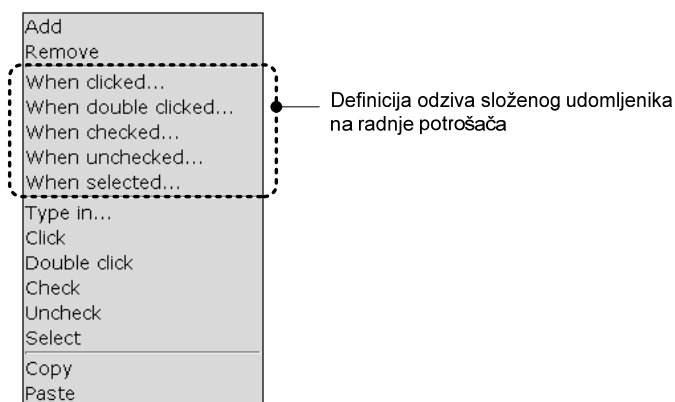 Add
Remove
When clicked...
When double clicked...
When checked...
When unchecked...
When selected...
Type in...
Click
Double click
Check
Uncheck
Select
Copy
Paste
Definicija odziva složenog udomljenika
na radnje potrošača